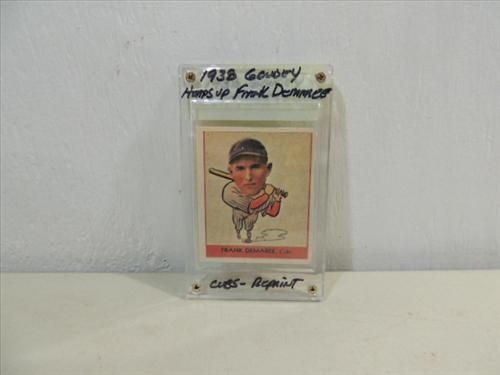 1938 GOUDEY
HEADS UP FRANK DEMAREE
FRANK DEMAREE, Cubs
CUBS - REPRINT